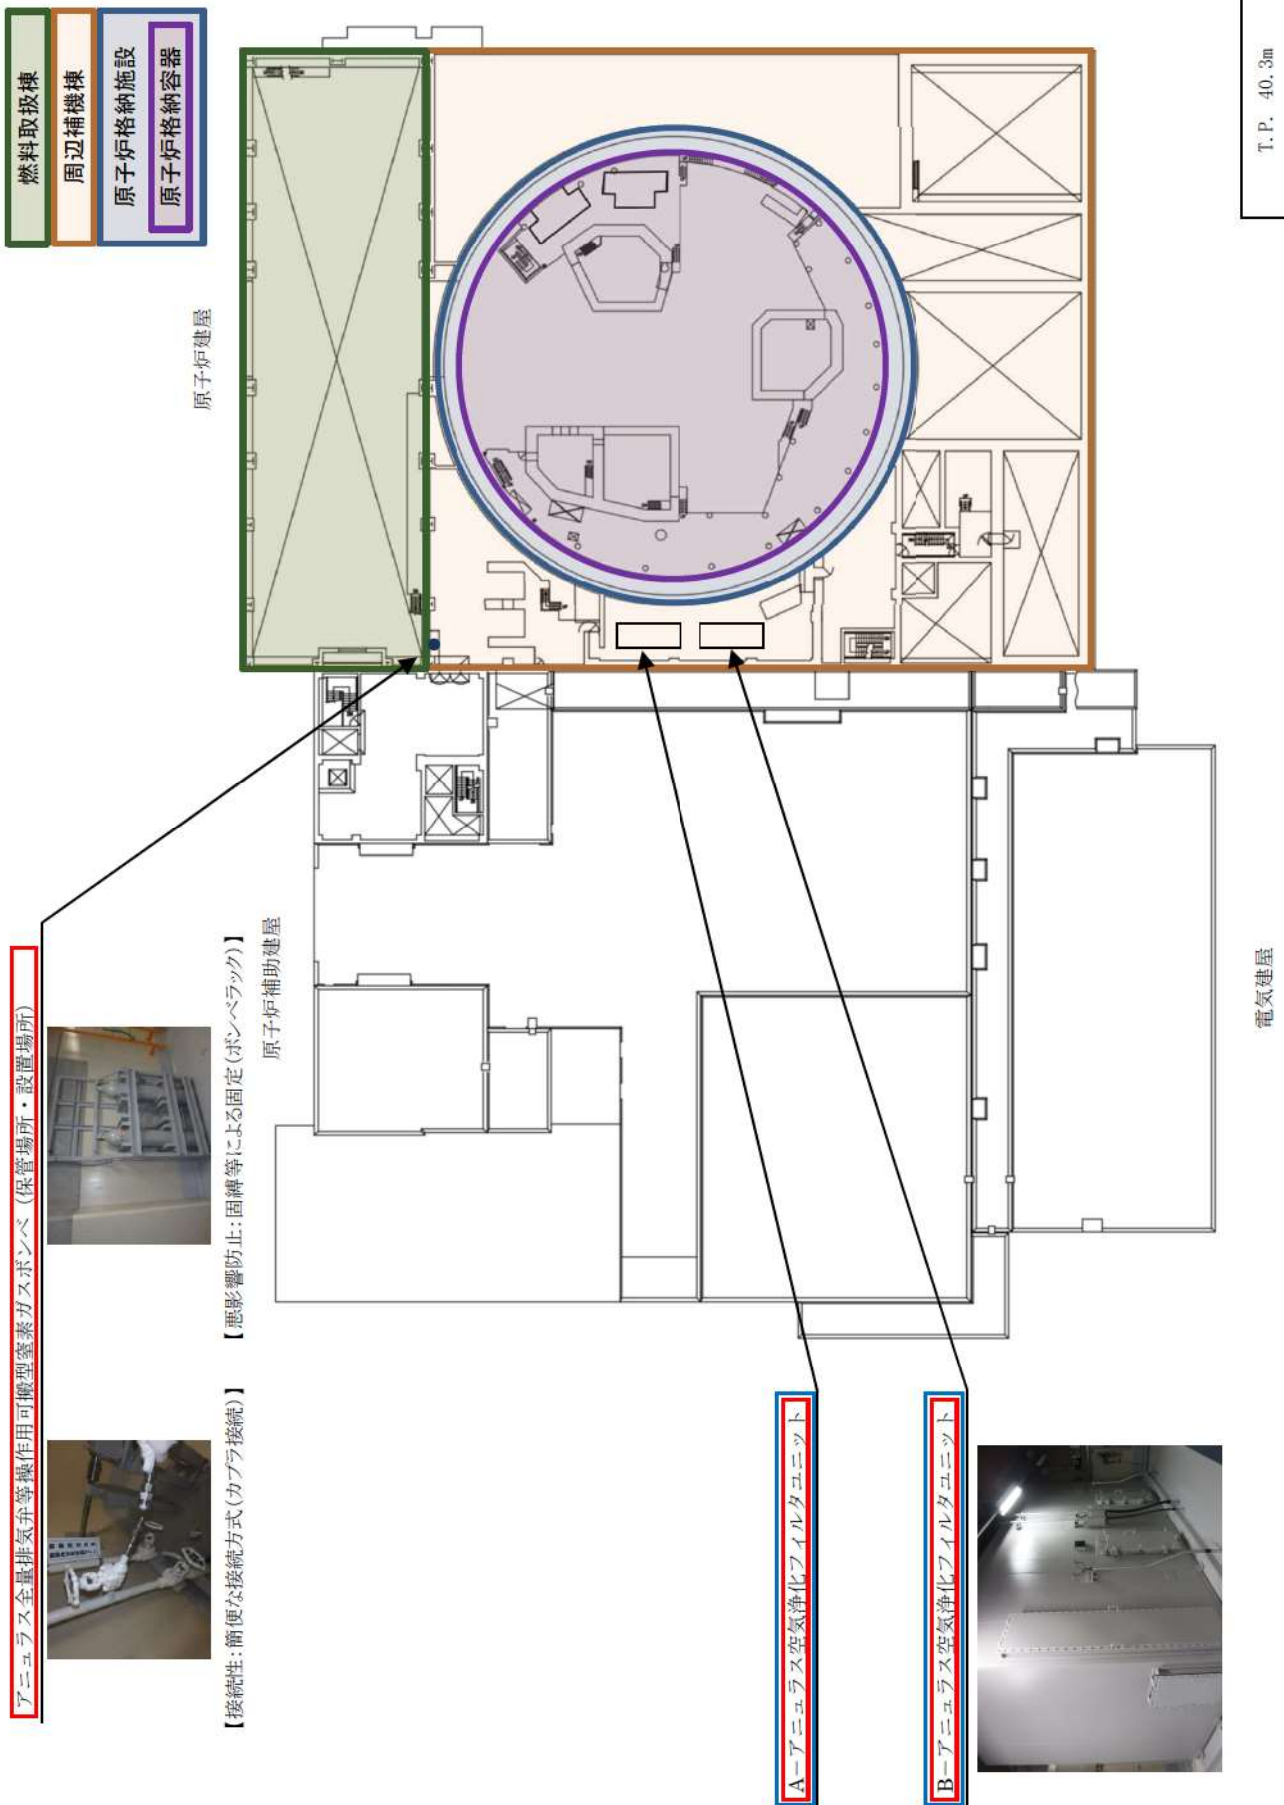 アニュラス全量排気弁等操作用可搬型窒素ガスボンベ（保管場所・設置場所）
【接続性：簡便な接続方式（カプラ接続）】
【悪影響防止：固縛等による固定（ボンベラック）】
燃料取扱棟
周辺補機棟
原子炉格納施設
原子炉格納容器
原子炉建屋
原子炉補助建屋
A－アニュラス空気浄化フィルタユニット
B－アニュラス空気浄化フィルタユニット
電気建屋
T.P. 40.3m